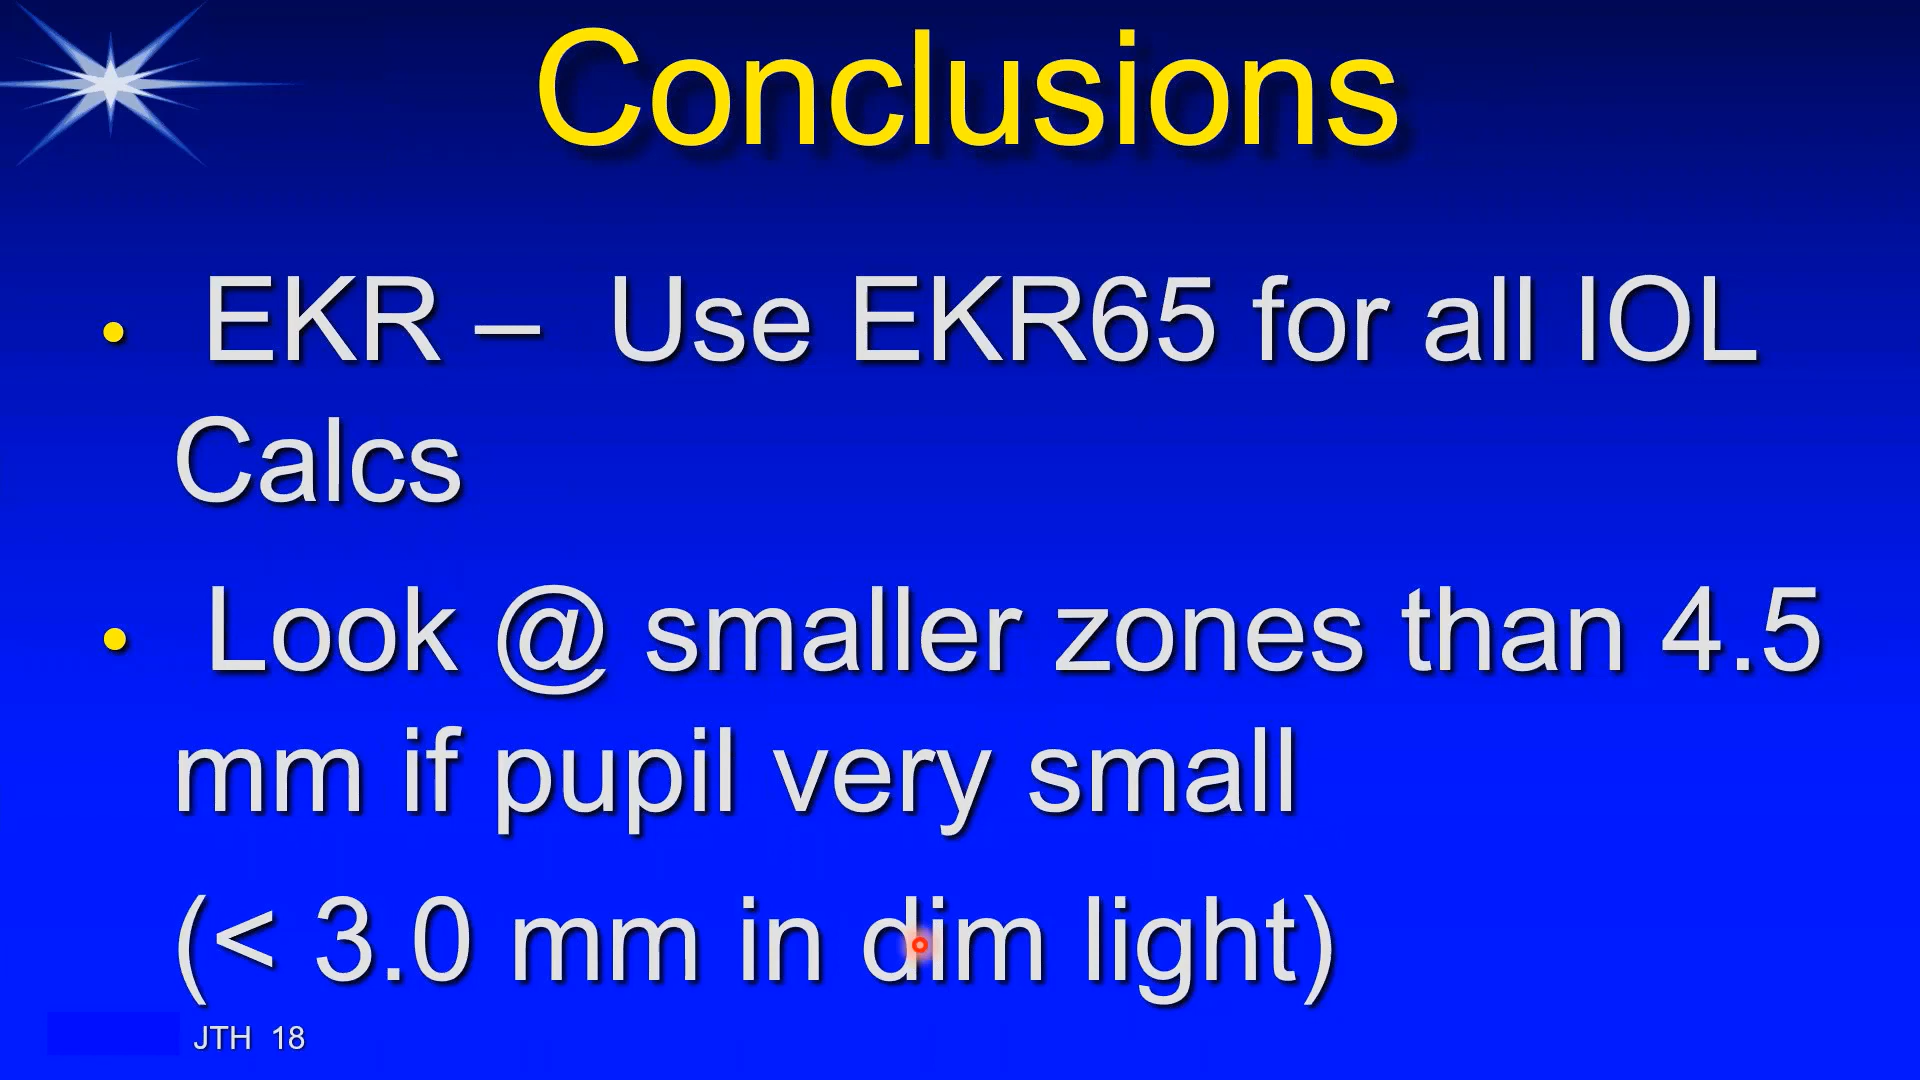 Conclusions
• EKR – Use EKR65 for all IOL
Calcs
• Look @ smaller zones than 4.5
mm if pupil very small
(< 3.0 mm in dim light)
JTH 18